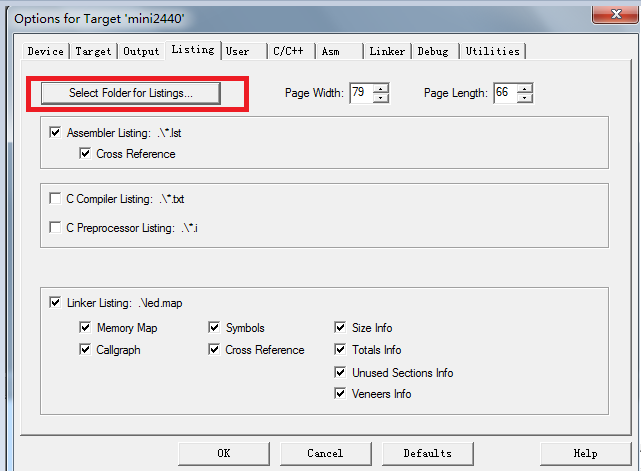 Options for Target 'mini2440'
Device Target Output Listing User C/C++ Asm Linker Debug Utilities
Select Folder for Listings... Page Width: 79 Page Length: 66
Assembler Listing: .\*.lst
Cross Reference
C Compiler Listing: .\*.txt
C Preprocessor Listing: .\*.i
Linker Listing: .\led.map
Memory Map Symbols Size Info
Callgraph Cross Reference Totals Info
Unused Sections Info
Veneers Info
OK Cancel Defaults Help